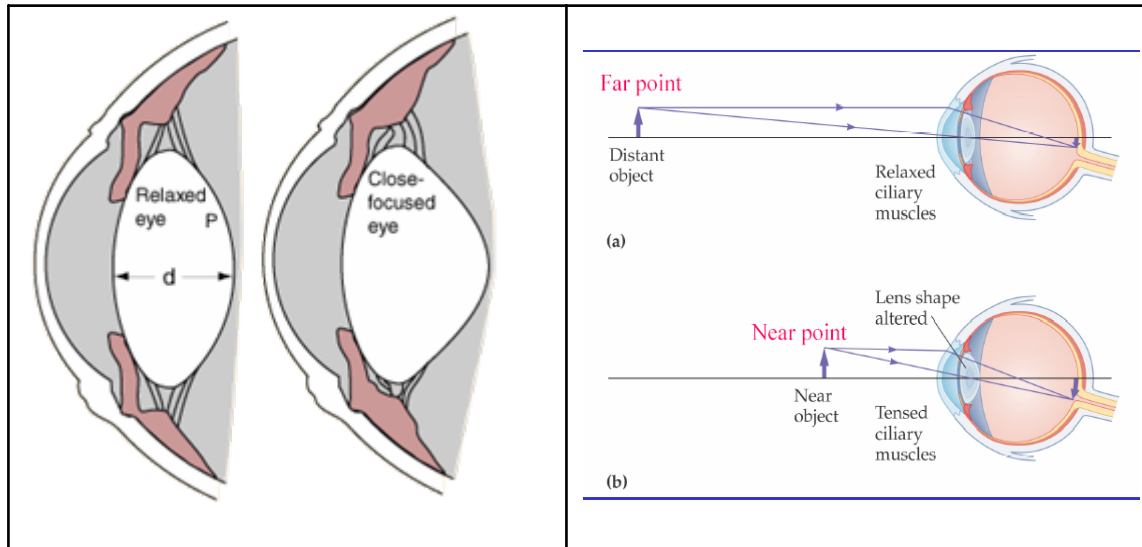 Relaxed
eye
P
d
Close-
focused
eye
Far point
Distant
object
Relaxed
ciliary
muscles
(a)
Lens shape
altered
Near point
Near
object
Tensed
ciliary
muscles
(b)